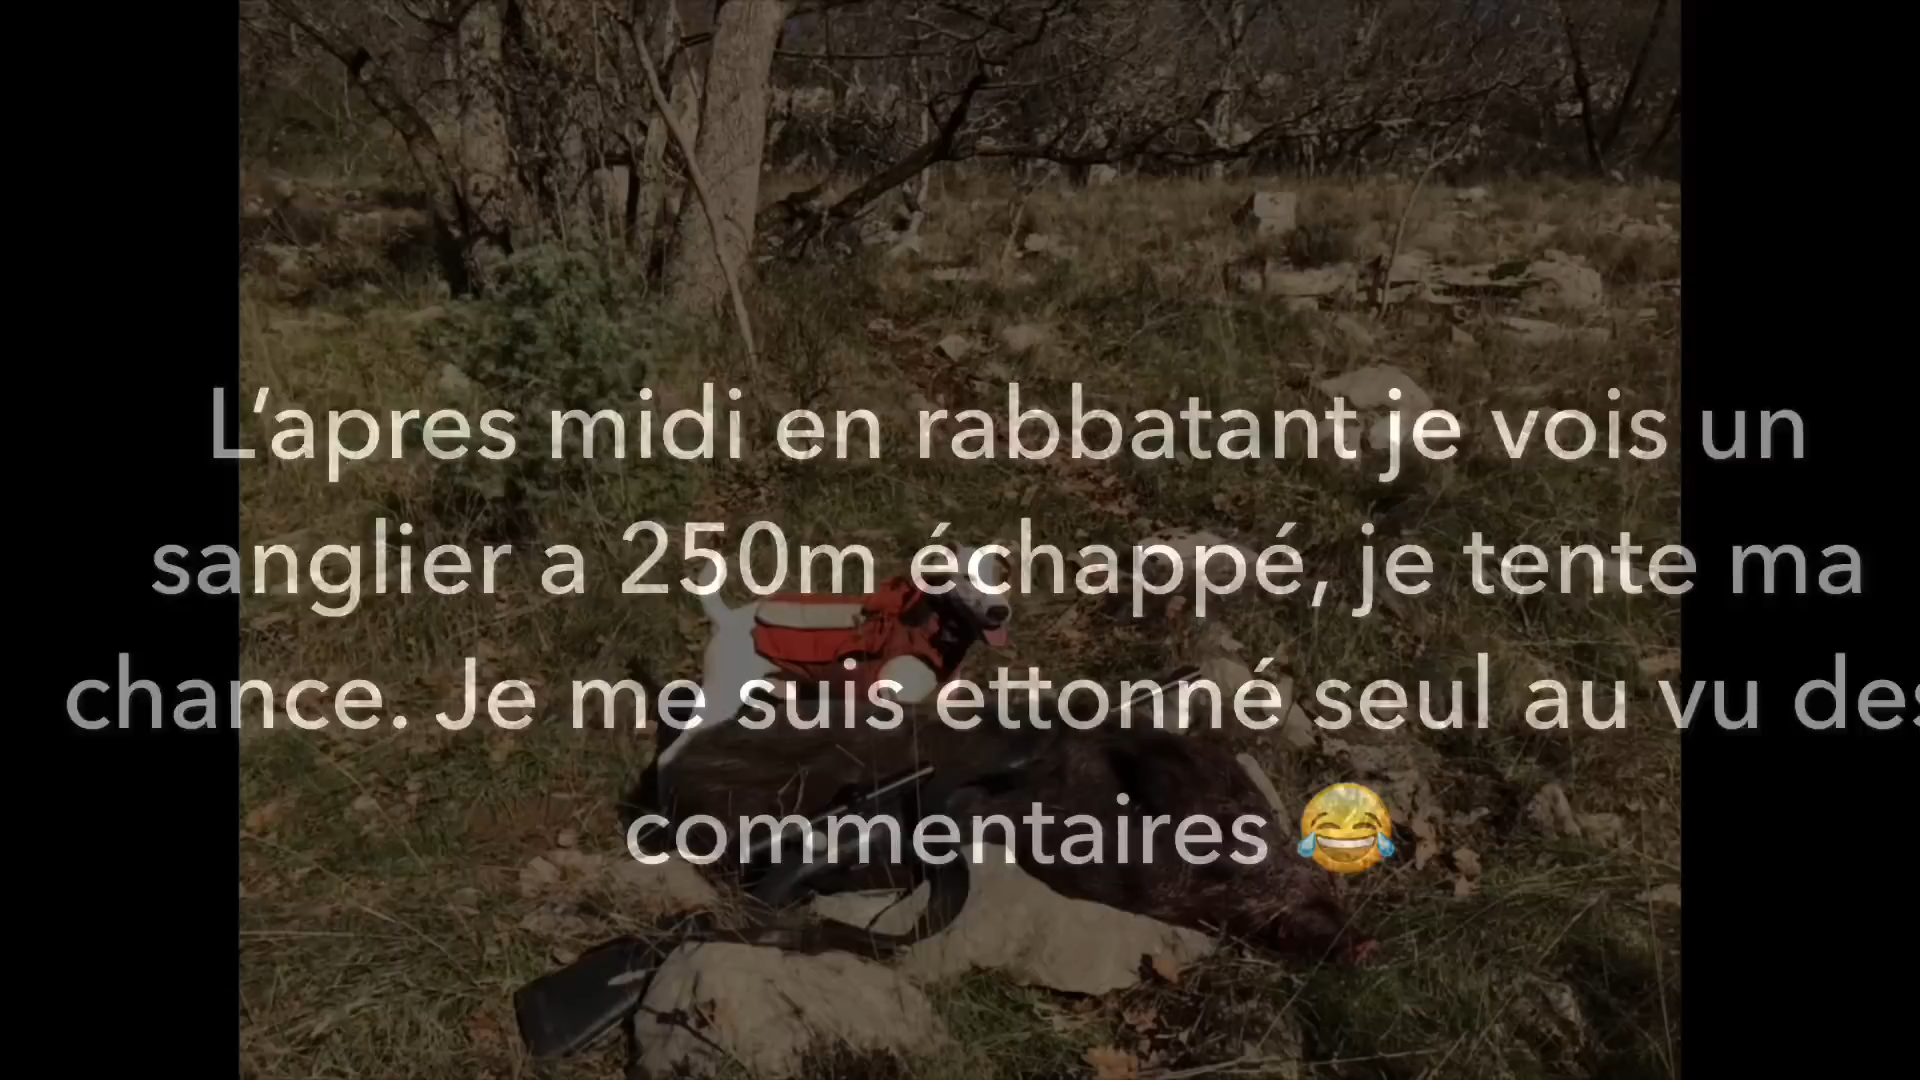 L’apres midi en rabbatant je vois un
sanglier a 250m échappé, je tente ma
chance. Je me suis ettonné seul au vu des
commentaires 😂